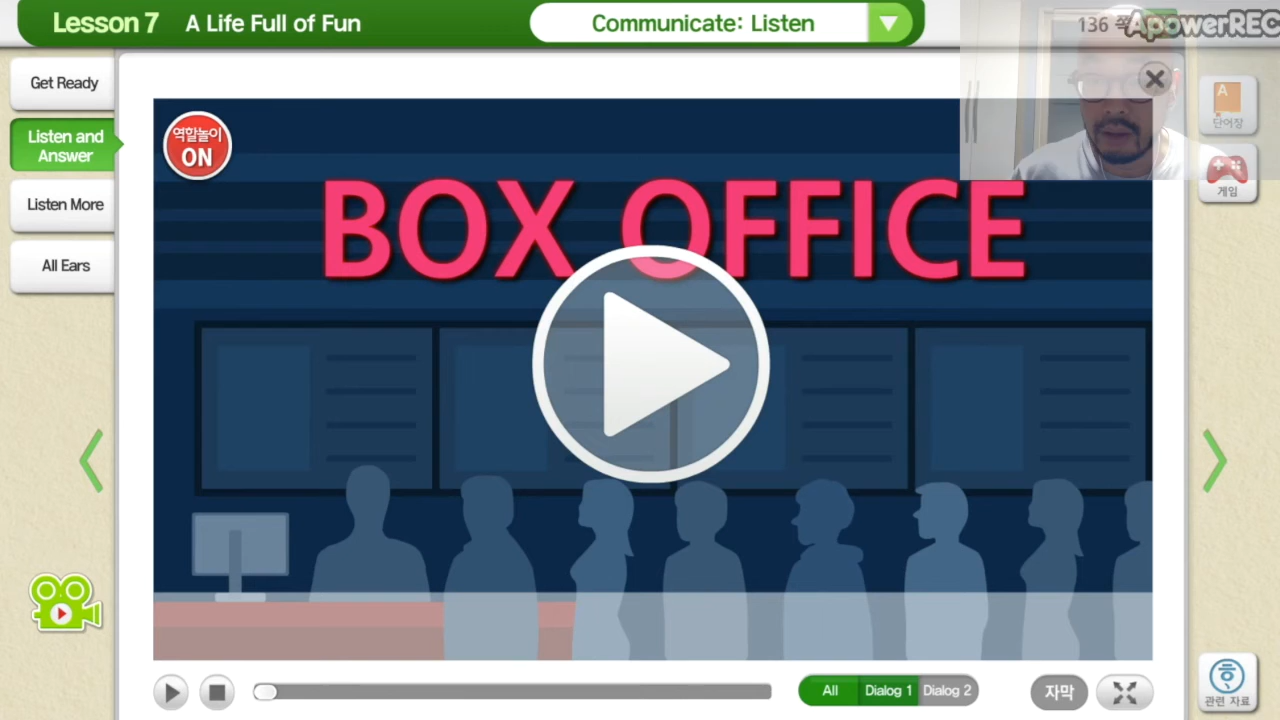 Lesson 7 A Life Full of Fun
Communicate: Listen
136 쪽
ApowerREC
Get Ready
Listen and
Answer
Listen More
All Ears
역할놀이
ON
BOX OFFICE
A
단어장
게임
All Dialog 1 Dialog 2
자막
ㅎ
관련 자료